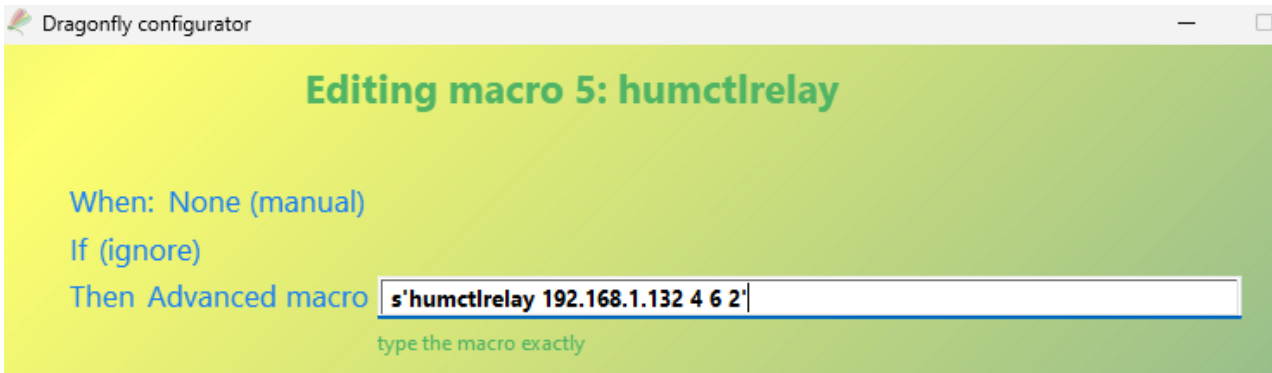 Dragonfly configurator
Editing macro 5: humctlrelay
When: None (manual)
If (ignore)
Then Advanced macro s'humctlrelay 192.168.1.132 4 6 2'
type the macro exactly